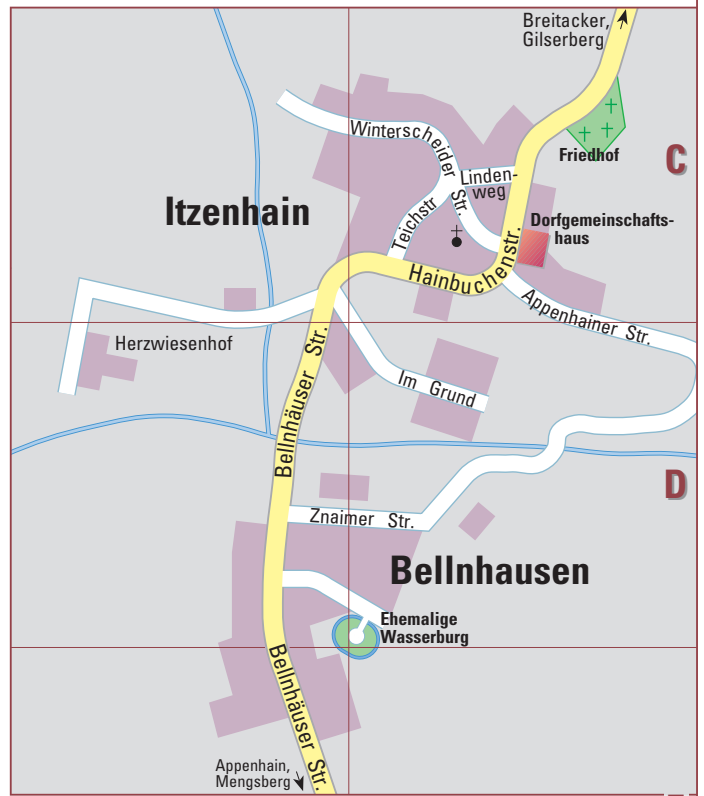 Breitacker,
Gilserberg
Friedhof
C
Winterscheider Str.
Linden-
weg
Itzenhain
Teichstr
Dorfgemeinschafts-
haus
Hainbuchenstr.
Appenhainer Str.
Herzwiesenhof
Bellnhäuser Str.
Im Grund
D
Znaimer Str.
Bellnhausen
Ehemalige
Wasserburg
Bellnhäuser Str.
Appenhain,
Mengsberg